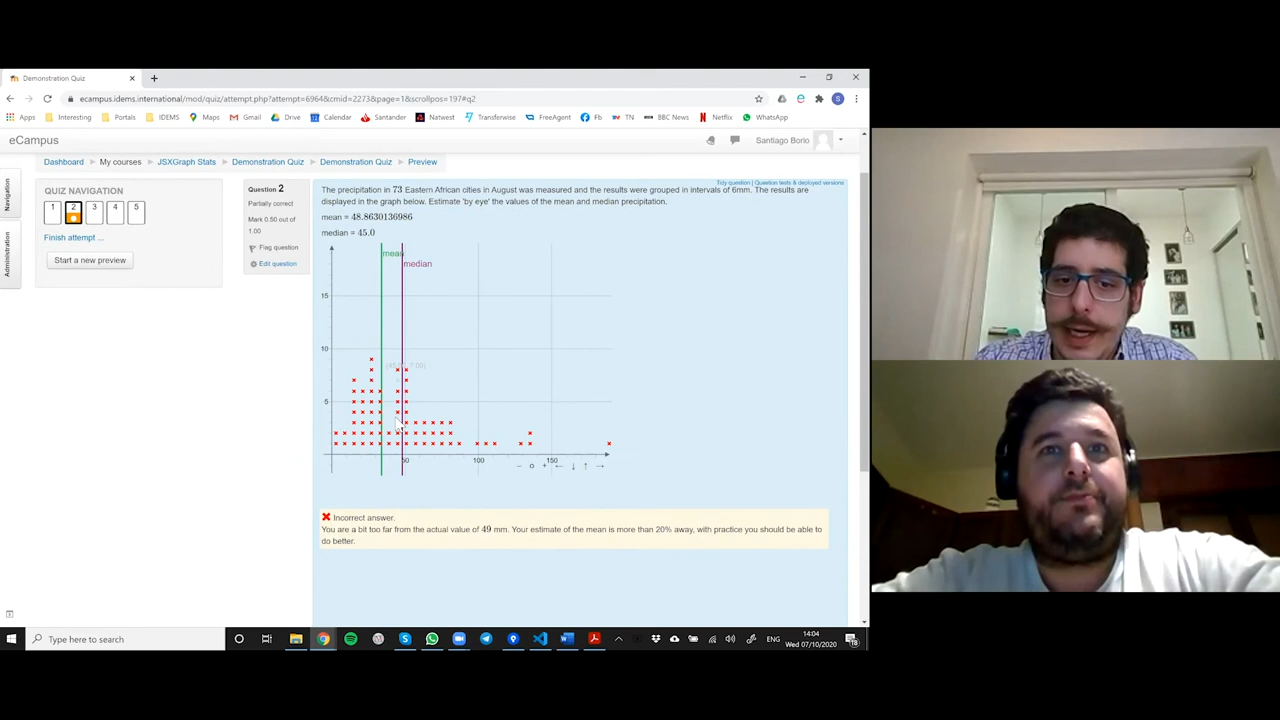 Demonstration Quiz
ecampus.idems.international/mod/quiz/attempt.php?attempt=6964&cmid=2273&page=1&scrollpos=197#q2
Apps Interesting Portals IDEMS Maps Gmail Drive Calendar Santander Natwest Transferwise FreeAgent Fb TN BBC News Netflix WhatsApp
eCampus
Santiago Borio
Dashboard My courses JSXGraph Stats Demonstration Quiz Demonstration Quiz Preview
Navigation
Administration
QUIZ NAVIGATION
1 2 3 4 5
Finish attempt ...
Start a new preview
Question 2
Partially correct
Mark 0.50 out of
1.00
Flag question
Edit question
Tidy question | Question tests & deployed versions
The precipitation in 73 Eastern African cities in August was measured and the results were grouped in intervals of 6mm. The results are
displayed in the graph below. Estimate 'by eye' the values of the mean and median precipitation.
mean = 48.8630136986
median = 45.0
mean
median
15
10
5
50 100 150
− o + ← ↓ ↑ →
Incorrect answer.
You are a bit too far from the actual value of 49 mm. Your estimate of the mean is more than 20% away, with practice you should be able to
do better.
Type here to search
ENG
14:04
Wed 07/10/2020